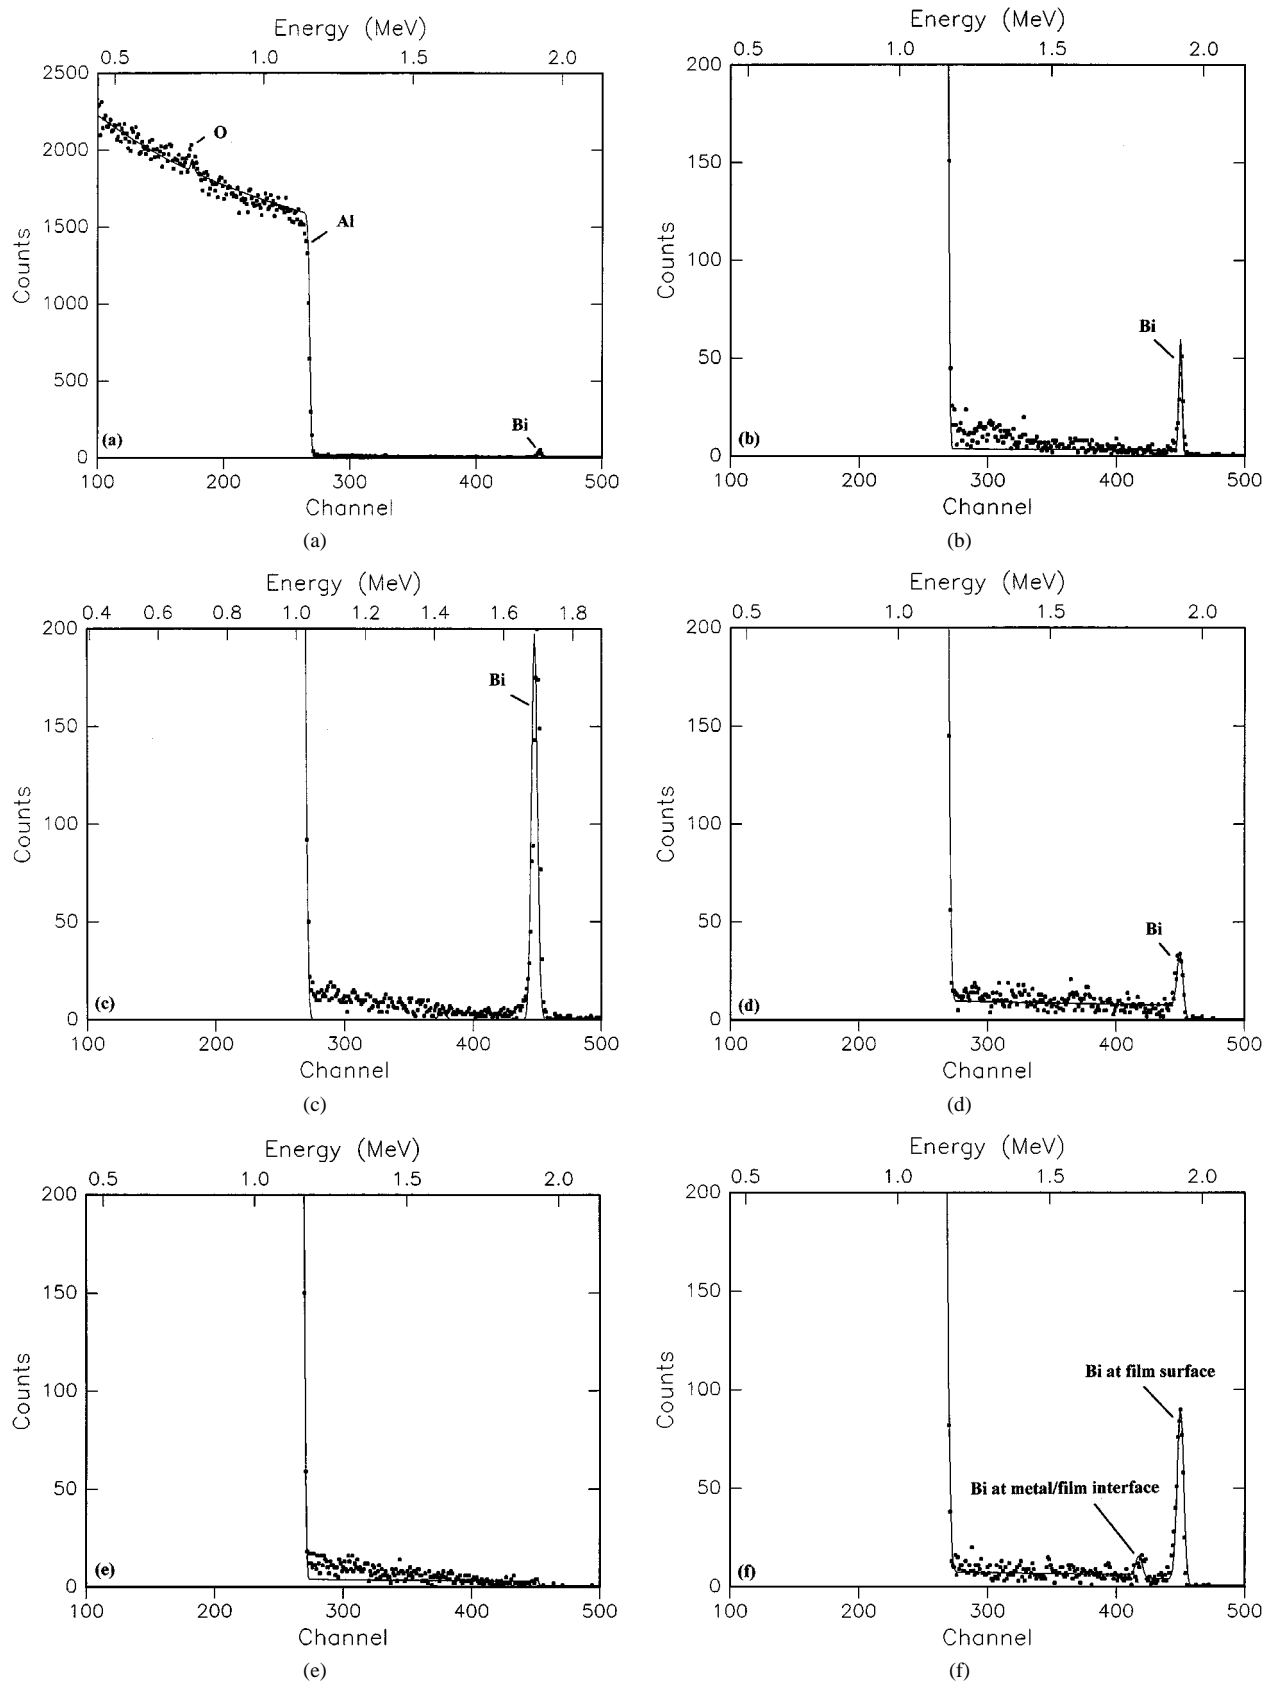 Energy (MeV)
0.5 1.0 1.5 2.0
2500
2000
1500
1000
500
0
Counts
O
Al
Bi
(a)
100 200 300 400 500
Channel
(a)
Energy (MeV)
0.5 1.0 1.5 2.0
200
150
100
50
0
Counts
Bi
(b)
100 200 300 400 500
Channel
(b)
Energy (MeV)
0.4 0.6 0.8 1.0 1.2 1.4 1.6 1.8
200
150
100
50
0
Counts
Bi
(c)
100 200 300 400 500
Channel
(c)
Energy (MeV)
0.5 1.0 1.5 2.0
200
150
100
50
0
Counts
Bi
(d)
100 200 300 400 500
Channel
(d)
Energy (MeV)
0.5 1.0 1.5 2.0
200
150
100
50
0
Counts
(e)
100 200 300 400 500
Channel
(e)
Energy (MeV)
0.5 1.0 1.5 2.0
200
150
100
50
0
Counts
Bi at film surface
Bi at metal/film interface
(f)
100 200 300 400 500
Channel
(f)